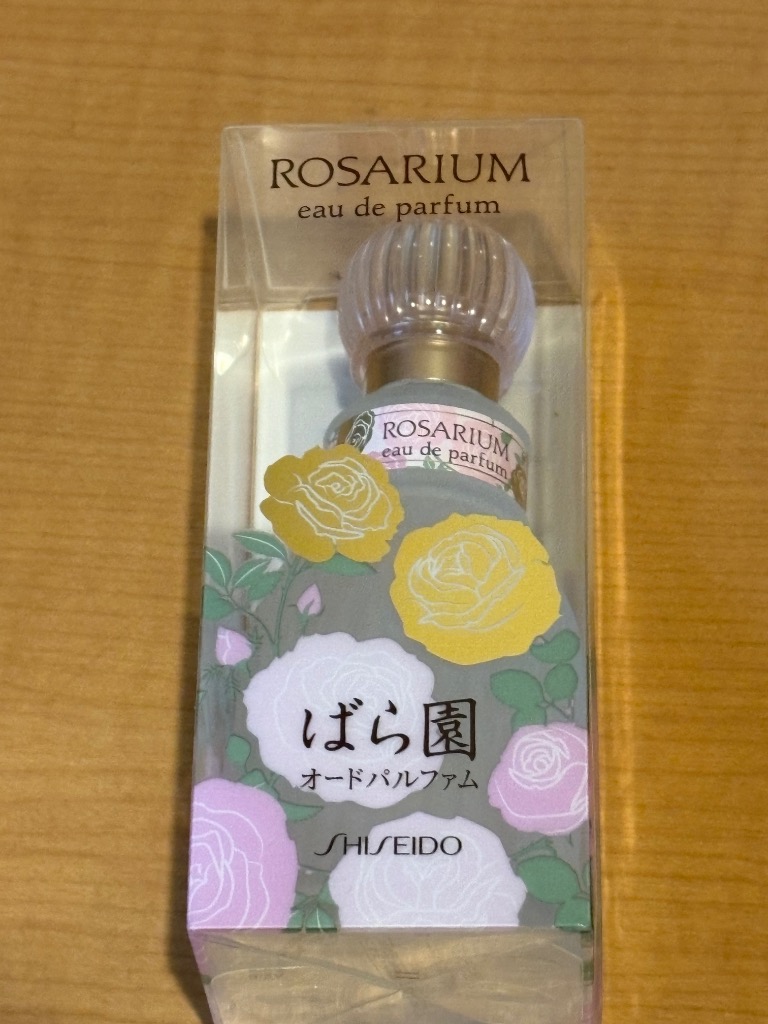 ROSARIUM
eau de parfum
ROSARIUM
eau de parfum
ばら園
オードパルファム
SHISEIDO